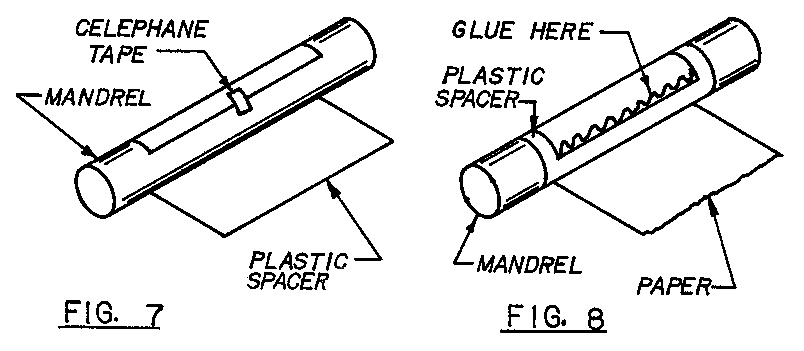 CELEPHANE
TAPE
MANDREL
PLASTIC
SPACER
FIG. 7
GLUE HERE
PLASTIC
SPACER
MANDREL
PAPER
FIG. 8